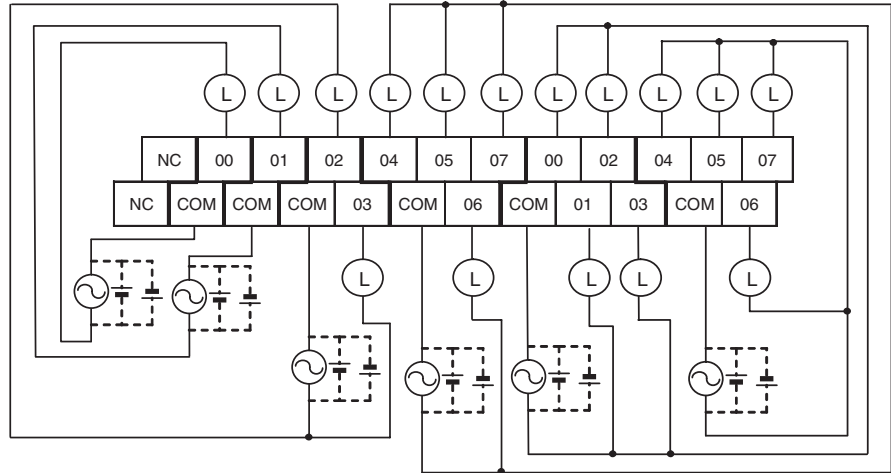 L L L L L L L L L L L
NC 00 01 02 04 05 07 00 02 04 05 07
NC COM COM COM 03 COM 06 COM 01 03 COM 06
L L L L L